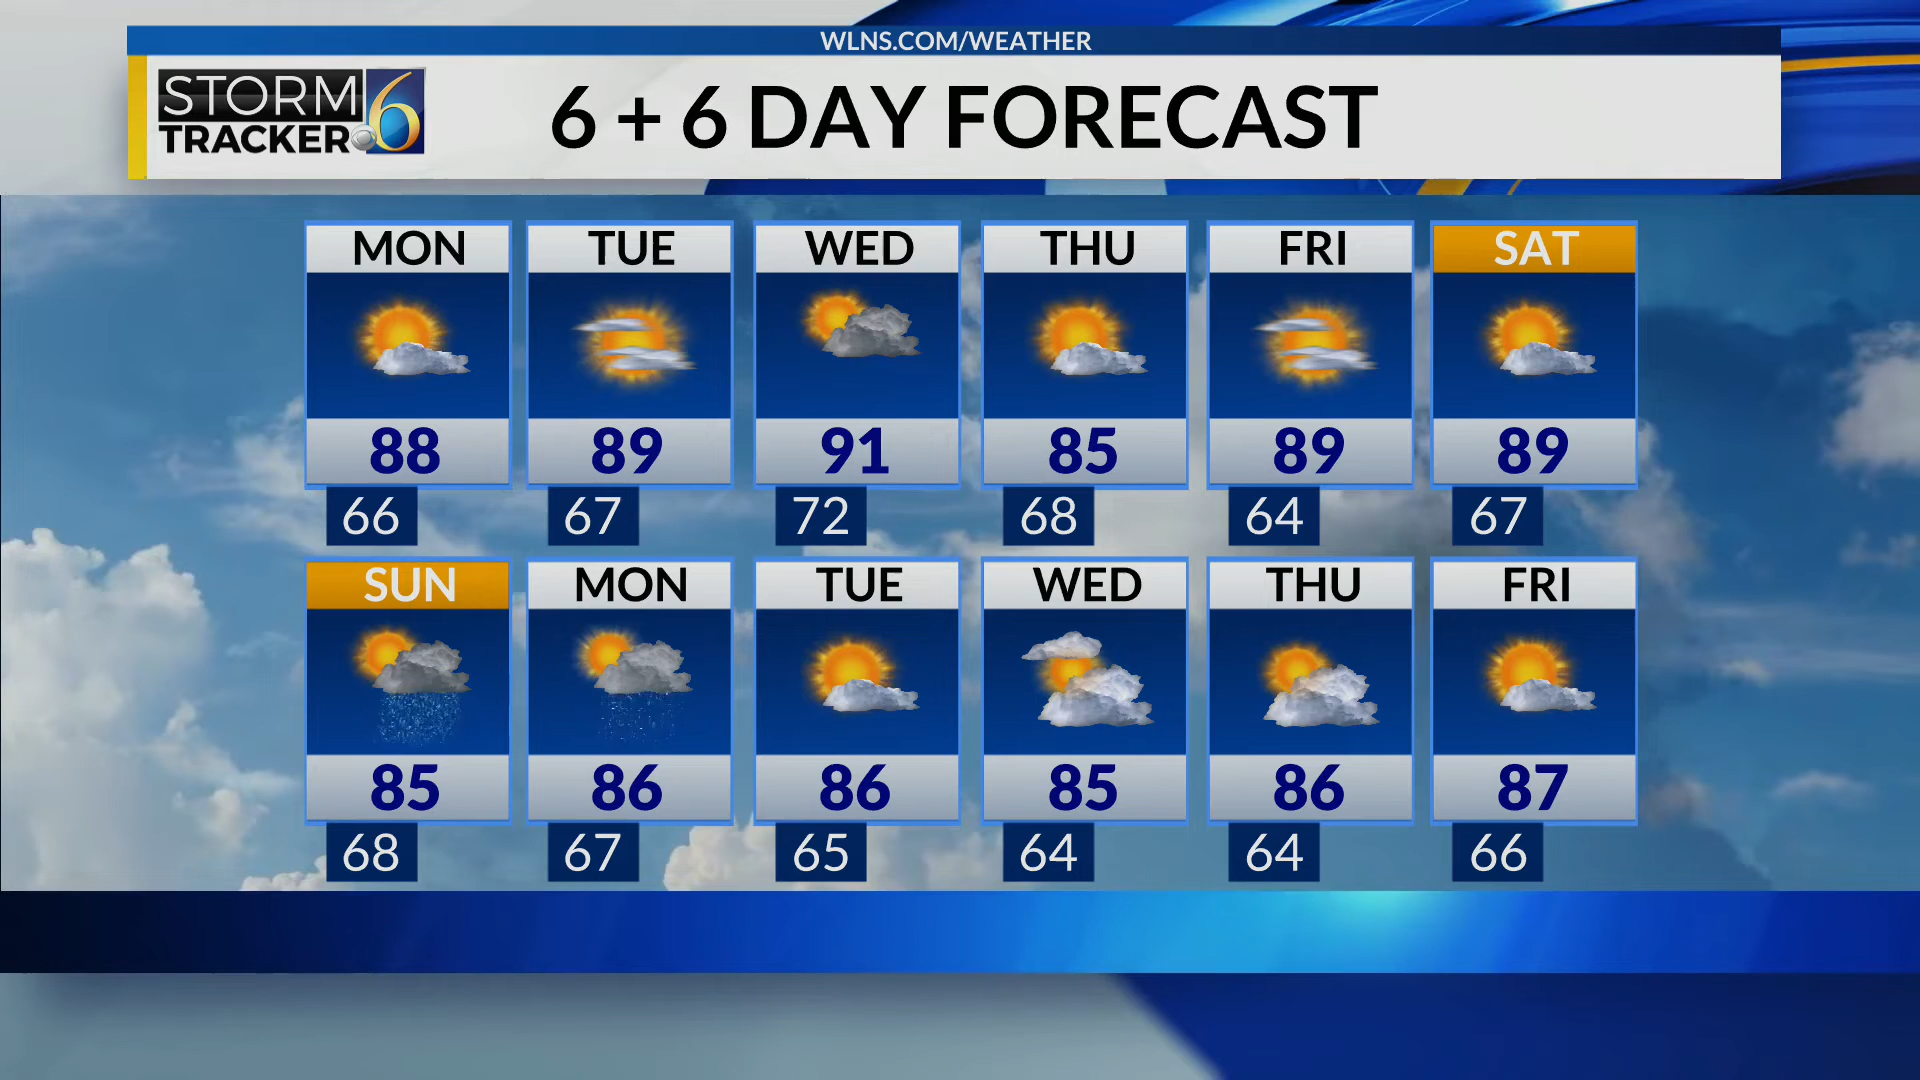 WLNS.COM/WEATHER
STORM
TRACKER 6
6 + 6 DAY FORECAST
MON TUE WED THU FRI SAT
88 89 91 85 89 89
66 67 72 68 64 67
SUN MON TUE WED THU FRI
85 86 86 85 86 87
68 67 65 64 64 66